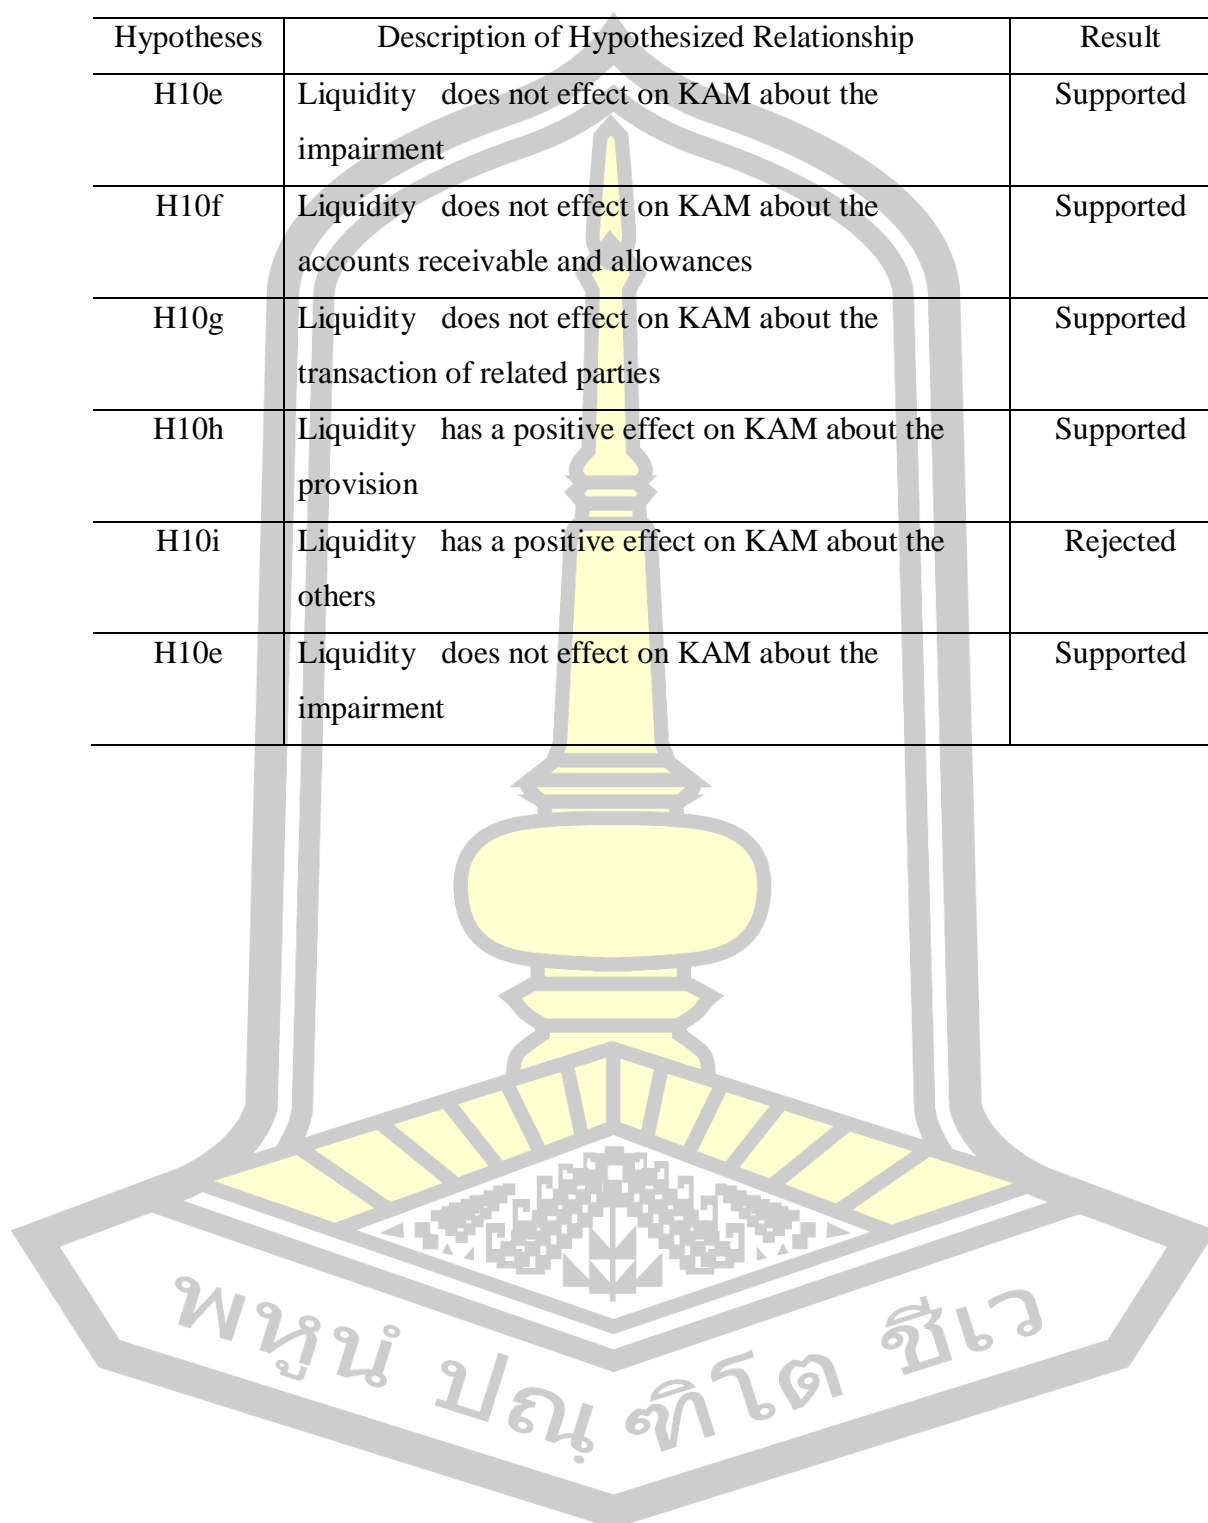 Hypotheses Description of Hypothesized Relationship Result
H10e Liquidity does not effect on KAM about the Supported
impairment
H10f Liquidity does not effect on KAM about the Supported
accounts receivable and allowances
H10g Liquidity does not effect on KAM about the Supported
transaction of related parties
H10h Liquidity has a positive effect on KAM about the Supported
provision
H10i Liquidity has a positive effect on KAM about the Rejected
others
H10e Liquidity does not effect on KAM about the Supported
impairment
พหูนํ ปณฺฑิโต ชีเว